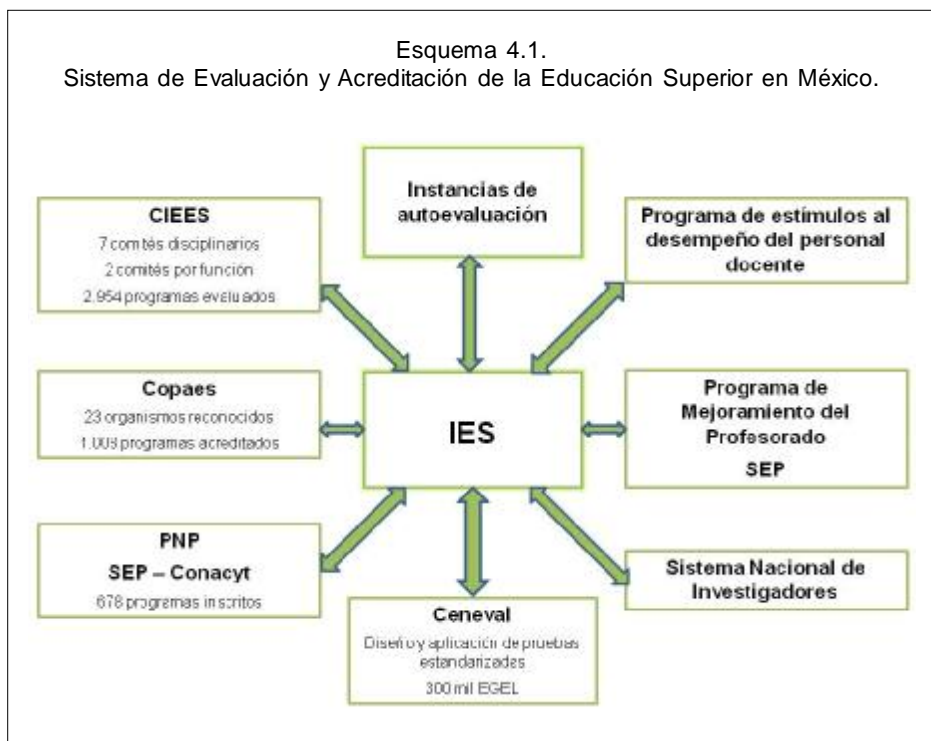 Esquema 4.1.
Sistema de Evaluación y Acreditación de la Educación Superior en México.
Instancias de
autoevaluación
CIEES
7 comités disciplinarios
2 comités por función
2,954 programas evaluados
Programa de estímulos al
desempeño del personal
docente
Copaes
23 organismos reconocidos
programas acreditados
IES
Programa de
Mejoramiento del
Profesorado
SEP
PNP
SEP – Conacyt
678 programas inscritos
Ceneval
Diseño y aplicación de pruebas
estandarizadas
300 mil EGEL
Sistema Nacional de
Investigadores